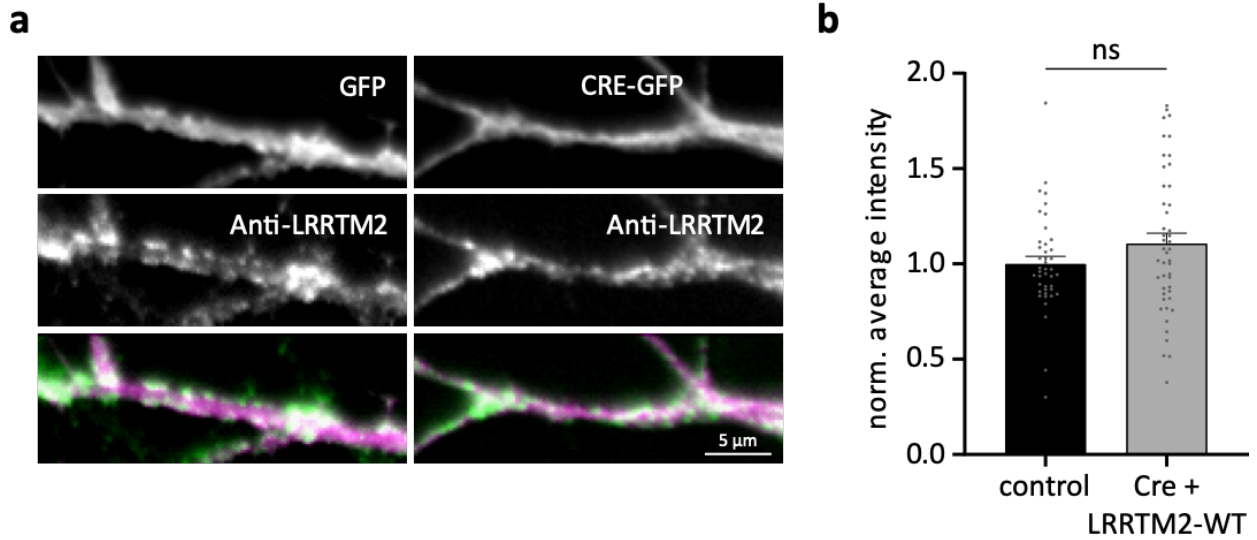 a
GFP
CRE-GFP
Anti-LRRTM2
Anti-LRRTM2
5 μm
b
ns
2.0
1.5
1.0
0.5
0.0
norm. average intensity
control
Cre +
LRRTM2-WT